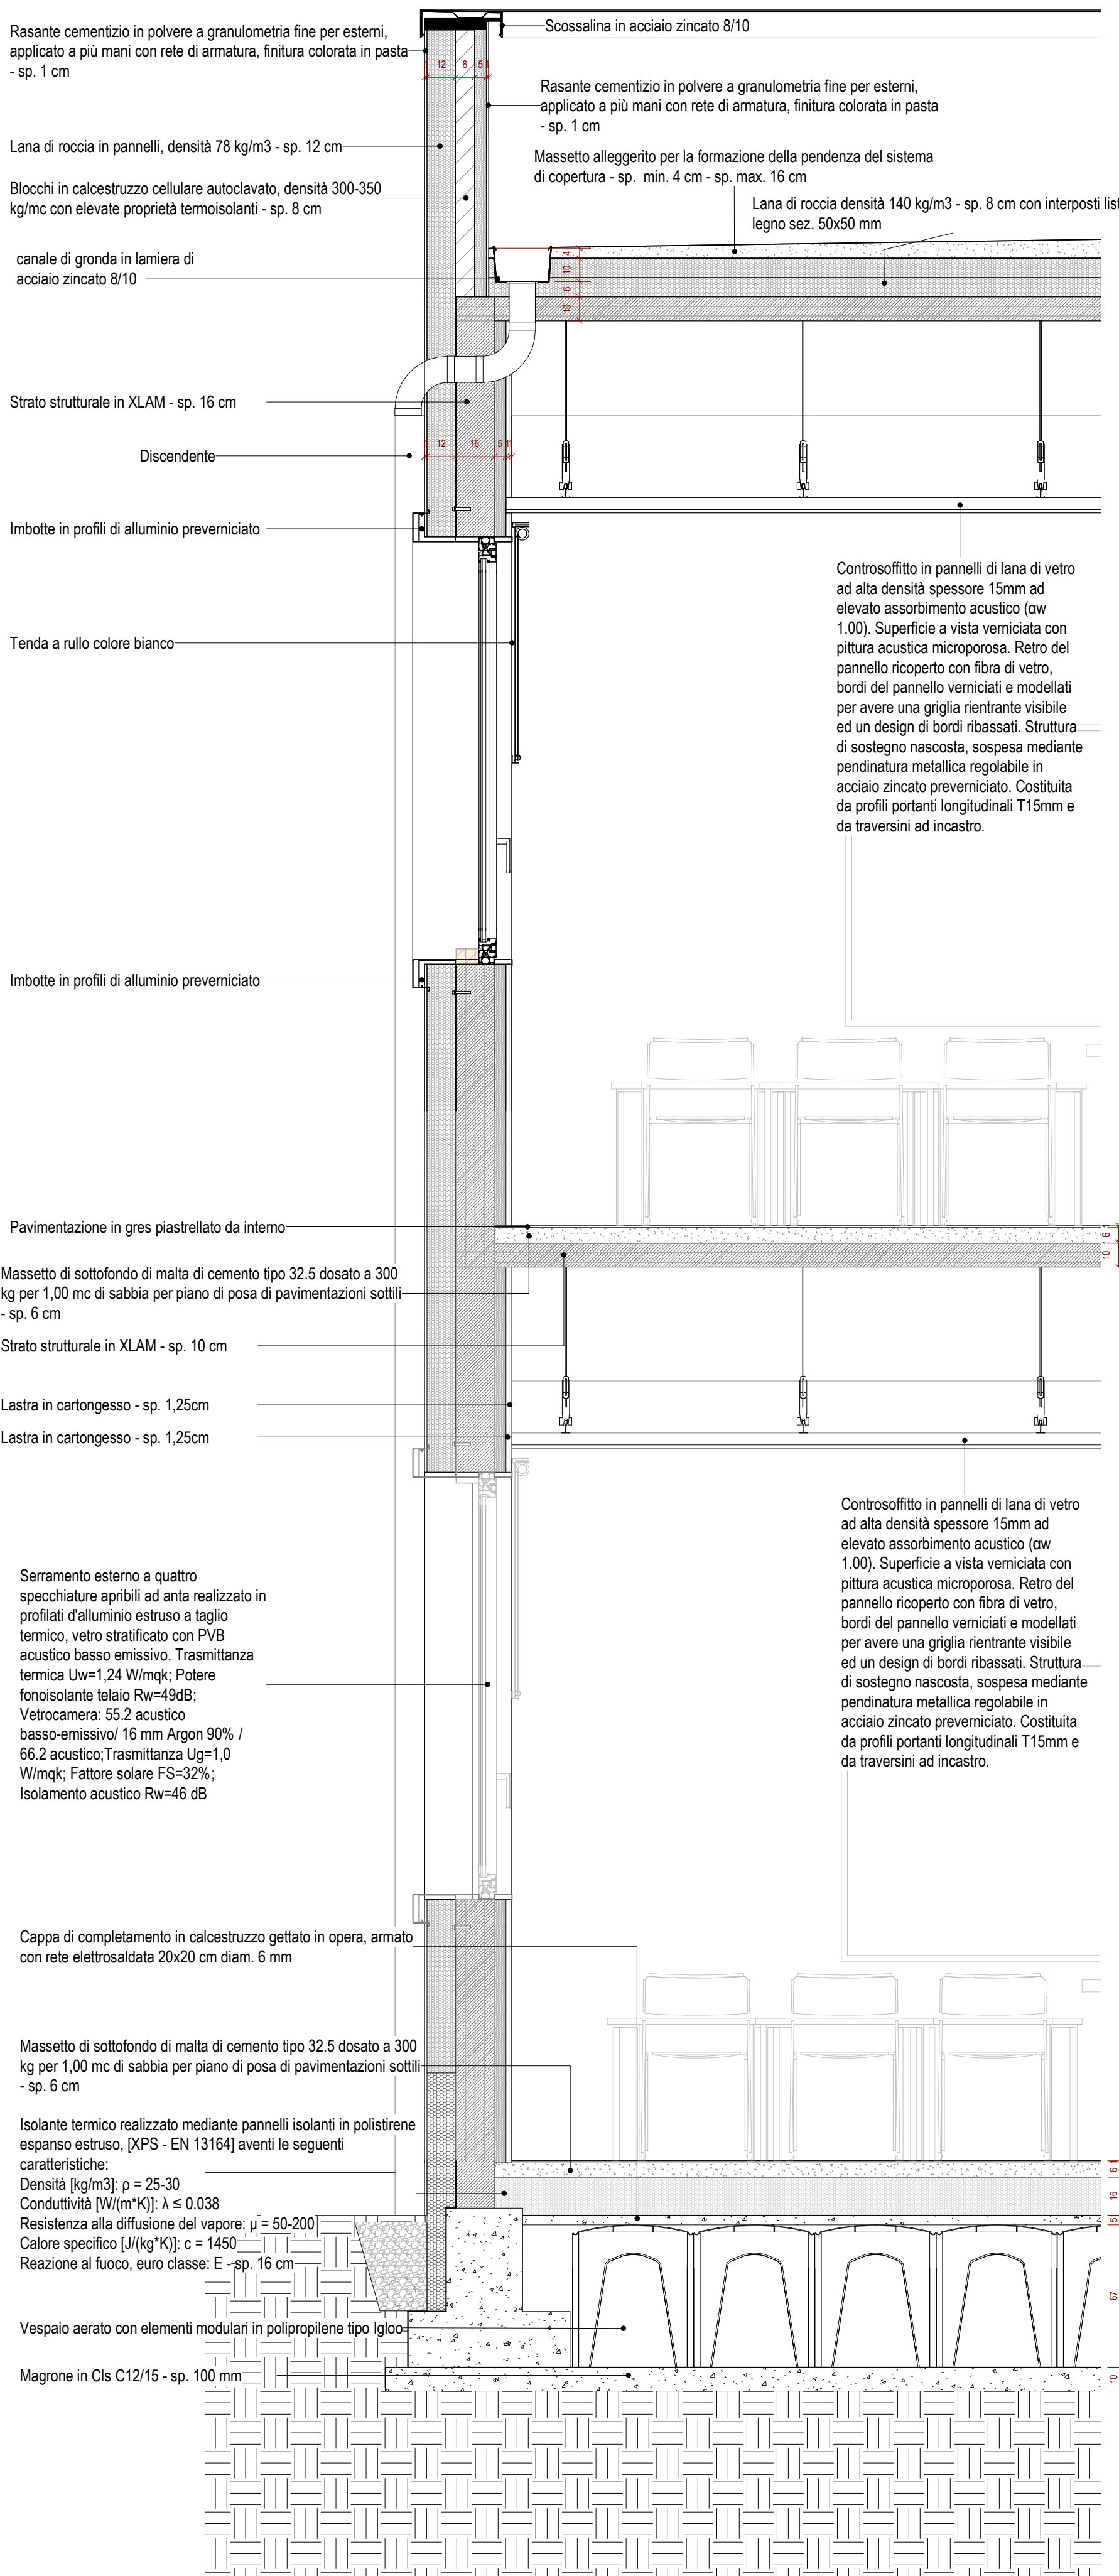 Rasante cementizio in polvere a granulometria fine per esterni,
applicato a più mani con rete di armatura, finitura colorata in pasta
- sp. 1 cm
Scossalina in acciaio zincato 8/10
1 12 8 5 1
Rasante cementizio in polvere a granulometria fine per esterni,
applicato a più mani con rete di armatura, finitura colorata in pasta
- sp. 1 cm
Lana di roccia in pannelli, densità 78 kg/m3 - sp. 12 cm
Massetto alleggerito per la formazione della pendenza del sistema
di copertura - sp. min. 4 cm - sp. max. 16 cm
Blocchi in calcestruzzo cellulare autoclavato, densità 300-350
kg/mc con elevate proprietà termoisolanti - sp. 8 cm
Lana di roccia densità 140 kg/m3 - sp. 8 cm con interposti list
legno sez. 50x50 mm
canale di gronda in lamiera di
acciaio zincato 8/10
4
10
6
10
Strato strutturale in XLAM - sp. 16 cm
1 12 16 5 1 1
Discendente
Imbotte in profili di alluminio preverniciato
Controsoffitto in pannelli di lana di vetro
ad alta densità spessore 15mm ad
elevato assorbimento acustico (αw
1.00). Superficie a vista verniciata con
pittura acustica microporosa. Retro del
pannello ricoperto con fibra di vetro,
bordi del pannello verniciati e modellati
per avere una griglia rientrante visibile
ed un design di bordi ribassati. Struttura
di sostegno nascosta, sospesa mediante
pendinatura metallica regolabile in
acciaio zincato preverniciato. Costituita
da profili portanti longitudinali T15mm e
da traversini ad incastro.
Tenda a rullo colore bianco
Imbotte in profili di alluminio preverniciato
Pavimentazione in gres piastrellato da interno
1
6
10
Massetto di sottofondo di malta di cemento tipo 32.5 dosato a 300
kg per 1,00 mc di sabbia per piano di posa di pavimentazioni sottili
- sp. 6 cm
Strato strutturale in XLAM - sp. 10 cm
Lastra in cartongesso - sp. 1,25cm
Lastra in cartongesso - sp. 1,25cm
Controsoffitto in pannelli di lana di vetro
ad alta densità spessore 15mm ad
elevato assorbimento acustico (αw
1.00). Superficie a vista verniciata con
pittura acustica microporosa. Retro del
pannello ricoperto con fibra di vetro,
bordi del pannello verniciati e modellati
per avere una griglia rientrante visibile
ed un design di bordi ribassati. Struttura
di sostegno nascosta, sospesa mediante
pendinatura metallica regolabile in
acciaio zincato preverniciato. Costituita
da profili portanti longitudinali T15mm e
da traversini ad incastro.
Serramento esterno a quattro
specchiature apribili ad anta realizzato in
profilati d'alluminio estruso a taglio
termico, vetro stratificato con PVB
acustico basso emissivo. Trasmittanza
termica Uw=1,24 W/mqk; Potere
fonoisolante telaio Rw=49dB;
Vetrocamera: 55.2 acustico
basso-emissivo/ 16 mm Argon 90% /
66.2 acustico;Trasmittanza Ug=1,0
W/mqk; Fattore solare FS=32%;
Isolamento acustico Rw=46 dB
Cappa di completamento in calcestruzzo gettato in opera, armato
con rete elettrosaldata 20x20 cm diam. 6 mm
Massetto di sottofondo di malta di cemento tipo 32.5 dosato a 300
kg per 1,00 mc di sabbia per piano di posa di pavimentazioni sottili
- sp. 6 cm
Isolante termico realizzato mediante pannelli isolanti in polistirene
espanso estruso, [XPS - EN 13164] aventi le seguenti
caratteristiche:
Densità [kg/m3]: ρ = 25-30
Conduttività [W/(m*K)]: λ ≤ 0.038
Resistenza alla diffusione del vapore: μ = 50-200
Calore specifico [J/(kg*K)]: c = 1450
Reazione al fuoco, euro classe: E - sp. 16 cm
1
6
16
5
67
10
Vespaio aerato con elementi modulari in polipropilene tipo Igloo
Magrone in Cls C12/15 - sp. 100 mm